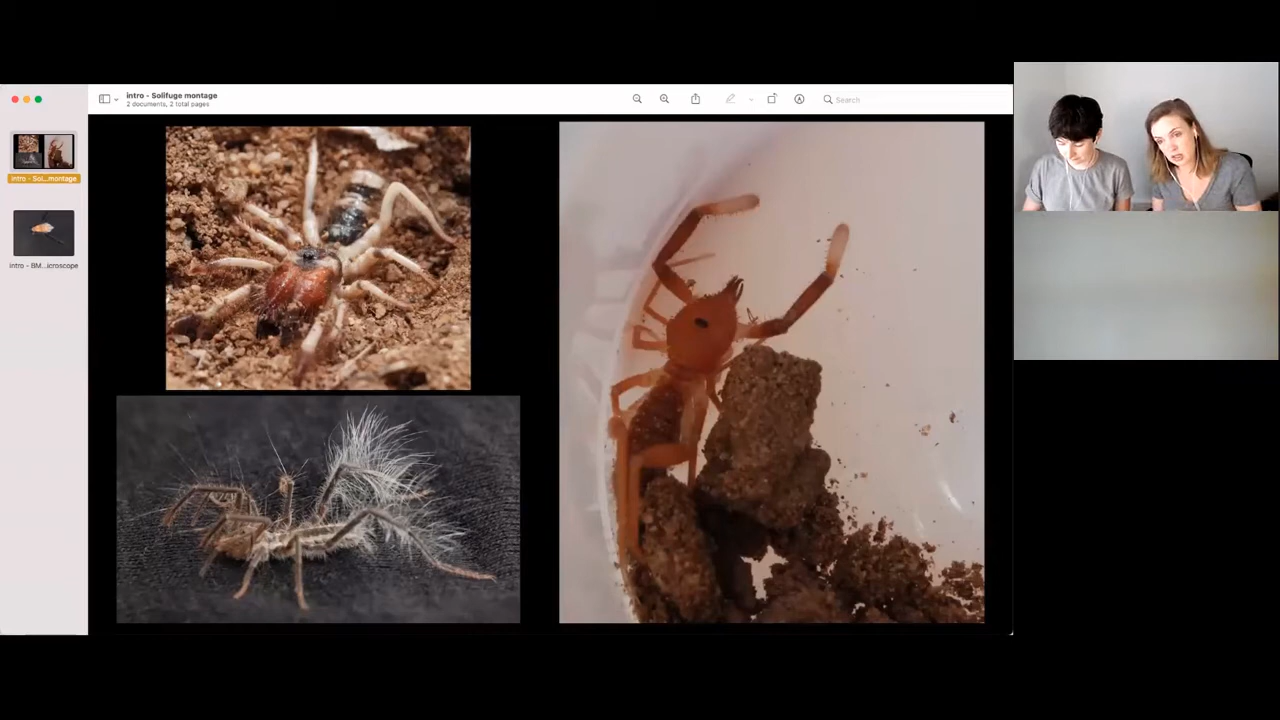 intro - Solifuge montage
2 documents, 2 total pages
Search
intro - Sol...montage
intro - BM...icroscope